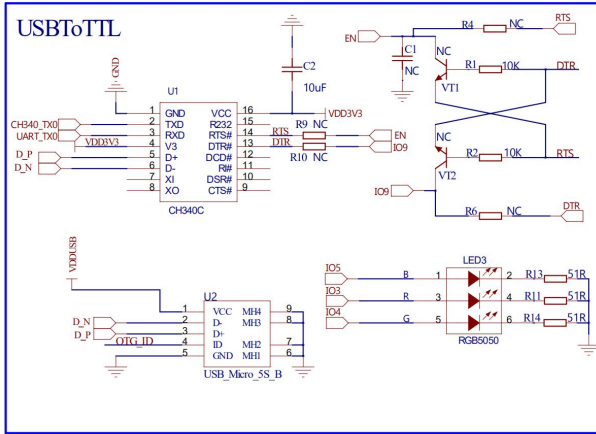 USBToTTL
GND
U1
1 GND VCC 16
2 TXD R232 15
3 RXD RTS# 14
4 V3 DTR# 13
5 D+ DCD# 12
6 D- RI# 11
7 XI DSR# 10
8 XO CTS# 9
CH340C
CH340_TX0
UART_TX0
VDD3V3
D_P
D_N
C2
10uF
VDD3V3
R9 NC
RTS
EN
DTR
IO9
R10 NC
EN
C1
NC
R4
NC
RTS
NC
VT1
R1
10K
DTR
NC
VT2
R2
10K
RTS
IO9
R6
NC
DTR
VDDUSB
U2
1 VCC MH4 9
2 D- MH3 8
3 D+
4 ID MH2 7
5 GND MH1 6
USB_Micro_5S_B
D_N
D_P
OTG_ID
LED3
IO5 B 1 2 R13 51R
IO3 R 3 4 R11 51R
IO4 G 5 6 R14 51R
RGB5050